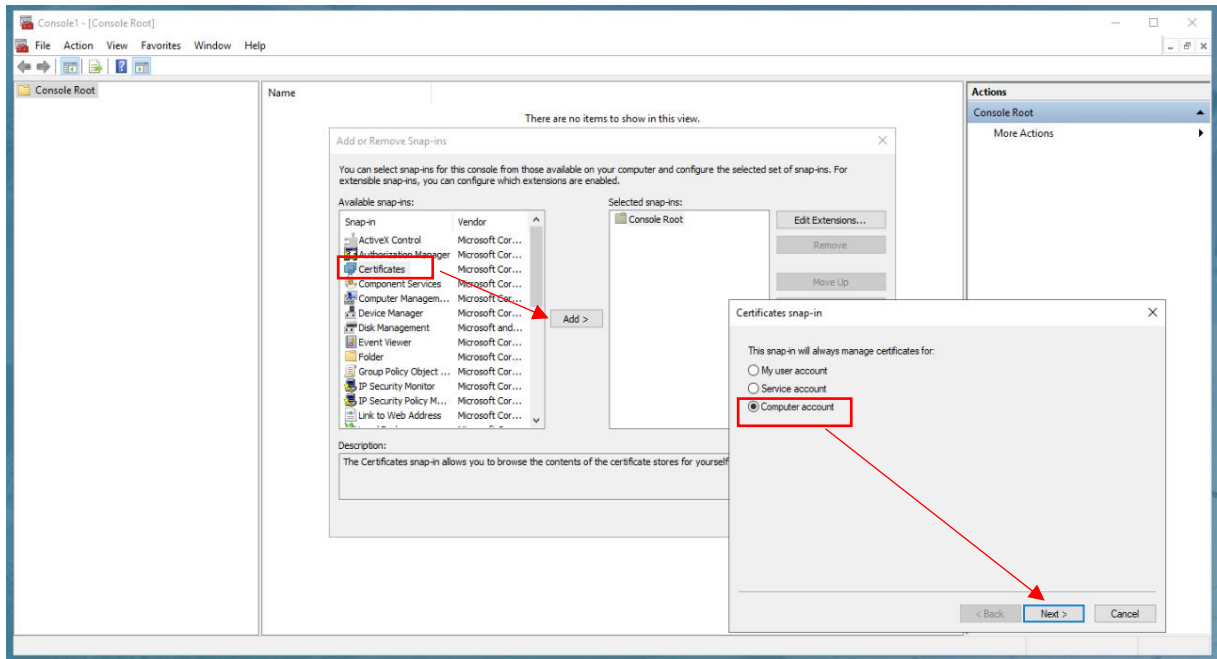 Console1 - [Console Root]
File Action View Favorites Window Help
Console Root
Name
There are no items to show in this view.
Actions
Console Root
More Actions
Add or Remove Snap-ins
You can select snap-ins for this console from those available on your computer and configure the selected set of snap-ins. For
extensible snap-ins, you can configure which extensions are enabled.
Available snap-ins:
Selected snap-ins:
Snap-in Vendor
ActiveX Control Microsoft Cor...
Authorization Manager Microsoft Cor...
Certificates Microsoft Cor...
Component Services Microsoft Cor...
Computer Managem... Microsoft Cor...
Device Manager Microsoft Cor...
Disk Management Microsoft and...
Event Viewer Microsoft Cor...
Folder Microsoft Cor...
Group Policy Object ... Microsoft Cor...
IP Security Monitor Microsoft Cor...
IP Security Policy M... Microsoft Cor...
Link to Web Address Microsoft Cor...
Add >
Console Root
Edit Extensions...
Remove
Move Up
Description:
The Certificates snap-in allows you to browse the contents of the certificate stores for yourself
Certificates snap-in
This snap-in will always manage certificates for:
My user account
Service account
Computer account
< Back Next > Cancel